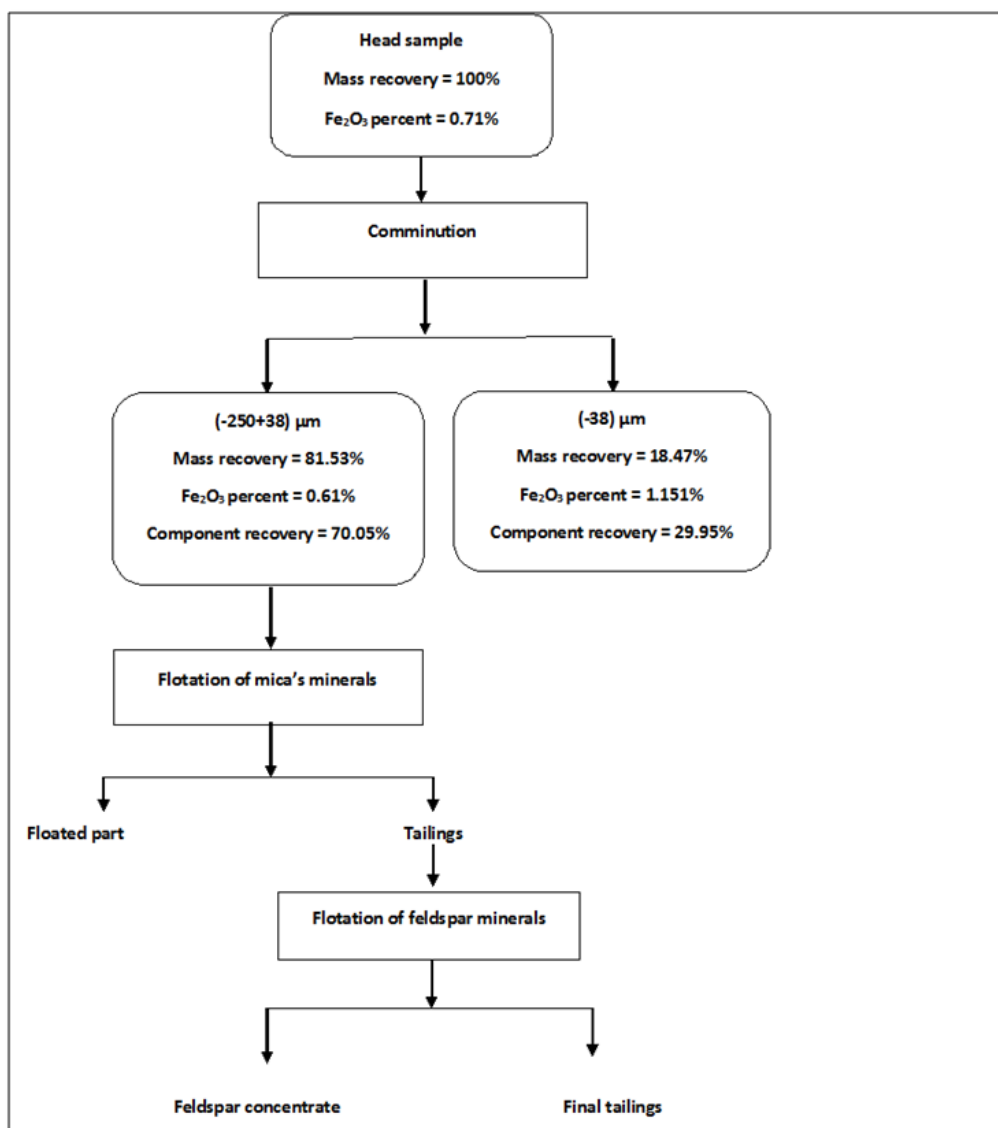 Head sample
Mass recovery = 100%
Fe₂O₃ percent = 0.71%
Comminution
(-250+38) µm
Mass recovery = 81.53%
Fe₂O₃ percent = 0.61%
Component recovery = 70.05%
(-38) µm
Mass recovery = 18.47%
Fe₂O₃ percent = 1.151%
Component recovery = 29.95%
Flotation of mica’s minerals
Floated part
Tailings
Flotation of feldspar minerals
Feldspar concentrate
Final tailings